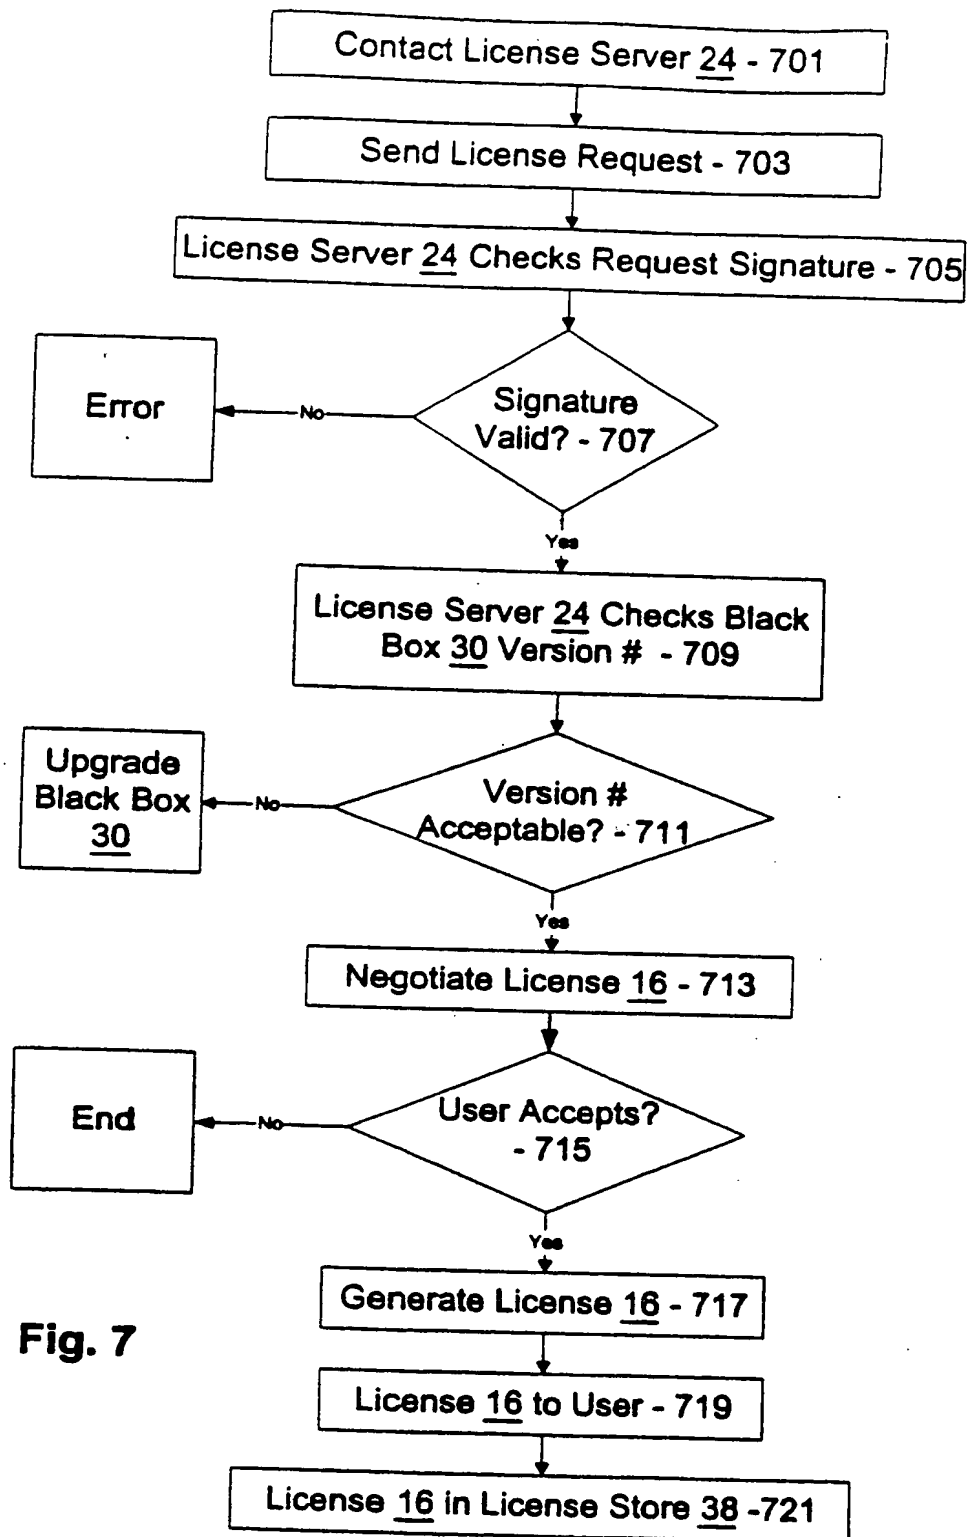 Contact License Server 24 - 701
Send License Request - 703
License Server 24 Checks Request Signature - 705
Signature
Valid? - 707
No
Error
Yes
License Server 24 Checks Black
Box 30 Version # - 709
Version #
Acceptable? - 711
No
Upgrade
Black Box
30
Yes
Negotiate License 16 - 713
User Accepts?
- 715
No
End
Yes
Generate License 16 - 717
Fig. 7
License 16 to User - 719
License 16 in License Store 38 -721